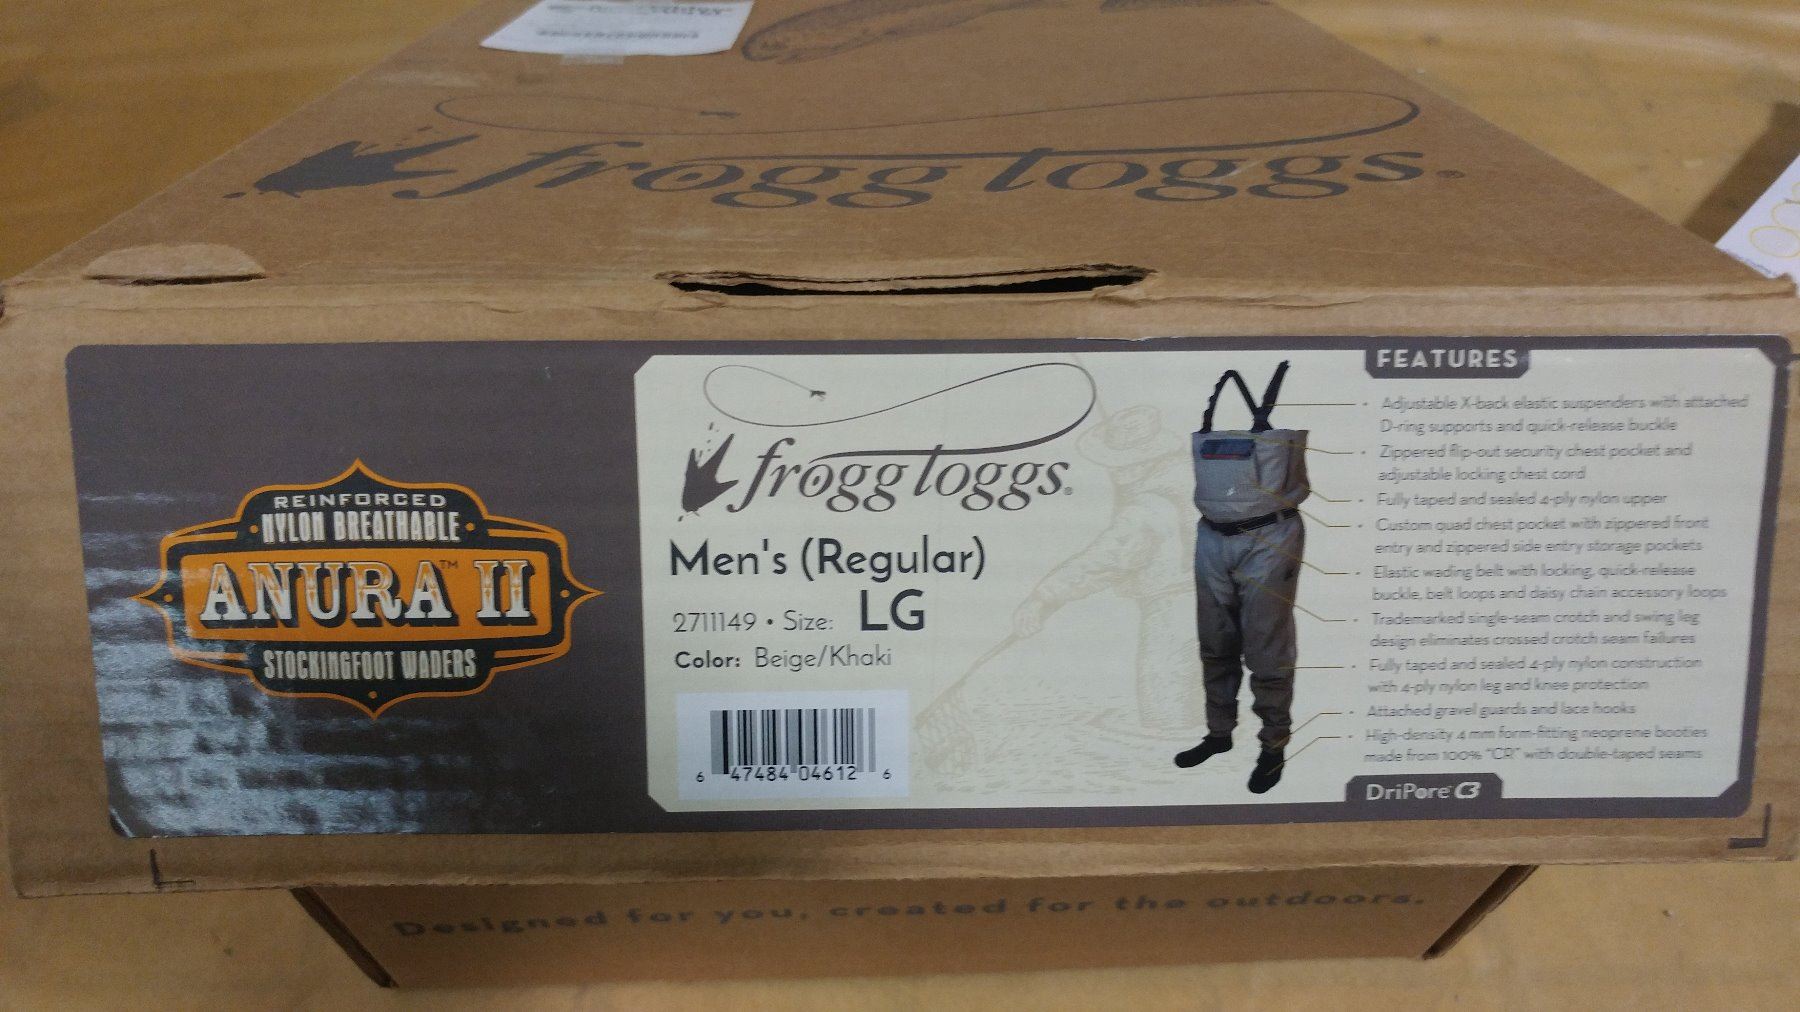 frogg toggs®
REINFORCED
NYLON BREATHABLE
ANURA™ II
STOCKINGFOOT WADERS
frogg toggs®
Men's (Regular)
2711149 • Size: LG
Color: Beige/Khaki
6 47484 04612 6
FEATURES
• Adjustable X-back elastic suspenders with attached
D-ring supports and quick-release buckle
• Zippered flip-out security chest pocket and
adjustable locking chest cord
• Fully taped and sealed 4-ply nylon upper
• Custom quad chest pocket with zippered front
entry and zippered side entry storage pockets
• Elastic wading belt with locking, quick-release
buckle, belt loops and daisy chain accessory loops
• Trademarked single-seam crotch and swing leg
design eliminates crossed crotch seam failures
• Fully taped and sealed 4-ply nylon construction
with 4-ply nylon leg and knee protection
• Attached gravel guards and lace hooks
• High-density 4 mm form-fitting neoprene booties
made from 100% "CR" with double-taped seams
DriPore C3
Designed for you, created for the outdoors.